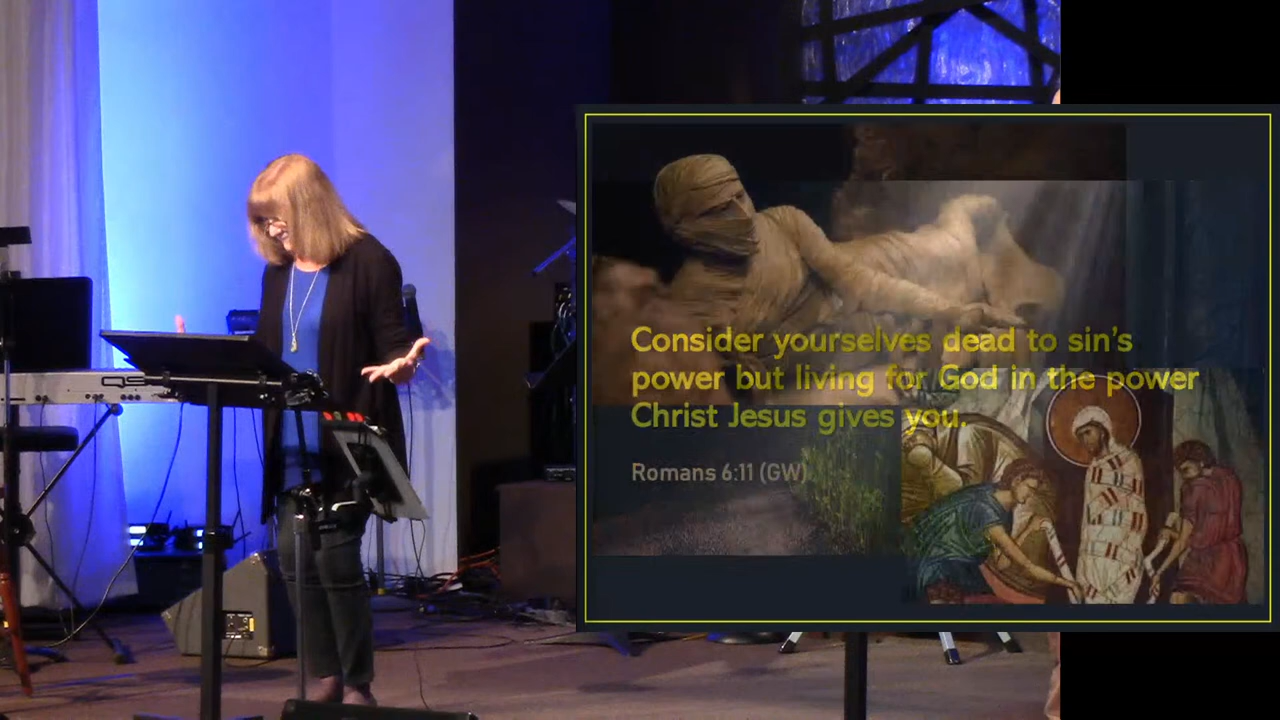 Consider yourselves dead to sin's
power but living for God in the power
Christ Jesus gives you.
Romans 6:11 (GW)
QS